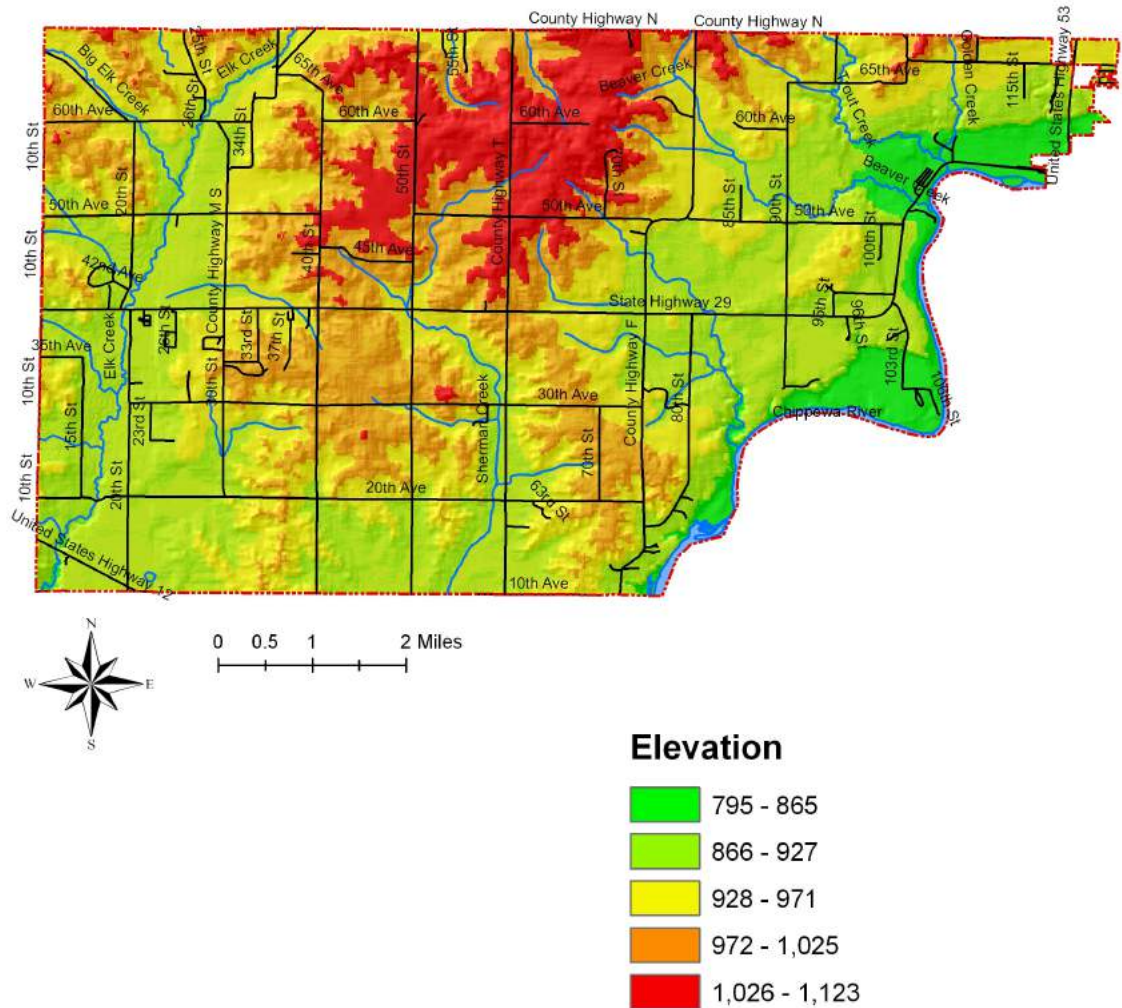 County Highway N
County Highway N
United States Highway 53
25th St
Elk Creek
Big Elk Creek
26th St
65th Ave
55th St
Beaver Creek
65th Ave
Trout Creek
115th St
60th Ave
34th St
60th Ave
60th Ave
60th Ave
10th St
50th St
County Highway T
Beaver Creek
50th Ave
20th St
County Highway M S
50th Ave
85th St
90th St
50th Ave
100th St
10th St
42nd Ave
40th St
45th Ave
State Highway 29
95th St
35th Ave
Elk Creek
33rd St
37th St
County Highway F
103rd St
10th St
15th St
23rd St
30th St
Sherman Creek
30th Ave
80th St
Chippewa River
108th St
70th St
10th St
20th St
20th Ave
63rd St
United States Highway 12
10th Ave
N
W
E
S
0 0.5 1 2 Miles
Elevation
795 - 865
866 - 927
928 - 971
972 - 1,025
1,026 - 1,123